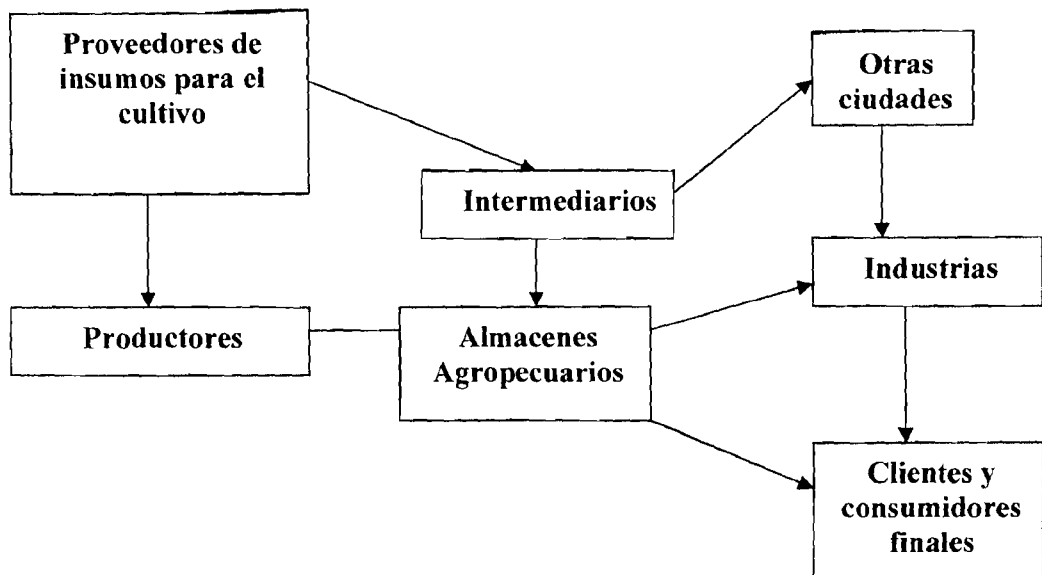 Proveedores de
insumos para el
cultivo
Otras
ciudades
Intermediarios
Industrias
Productores
Almacenes
Agropecuarios
Clientes y
consumidores
finales